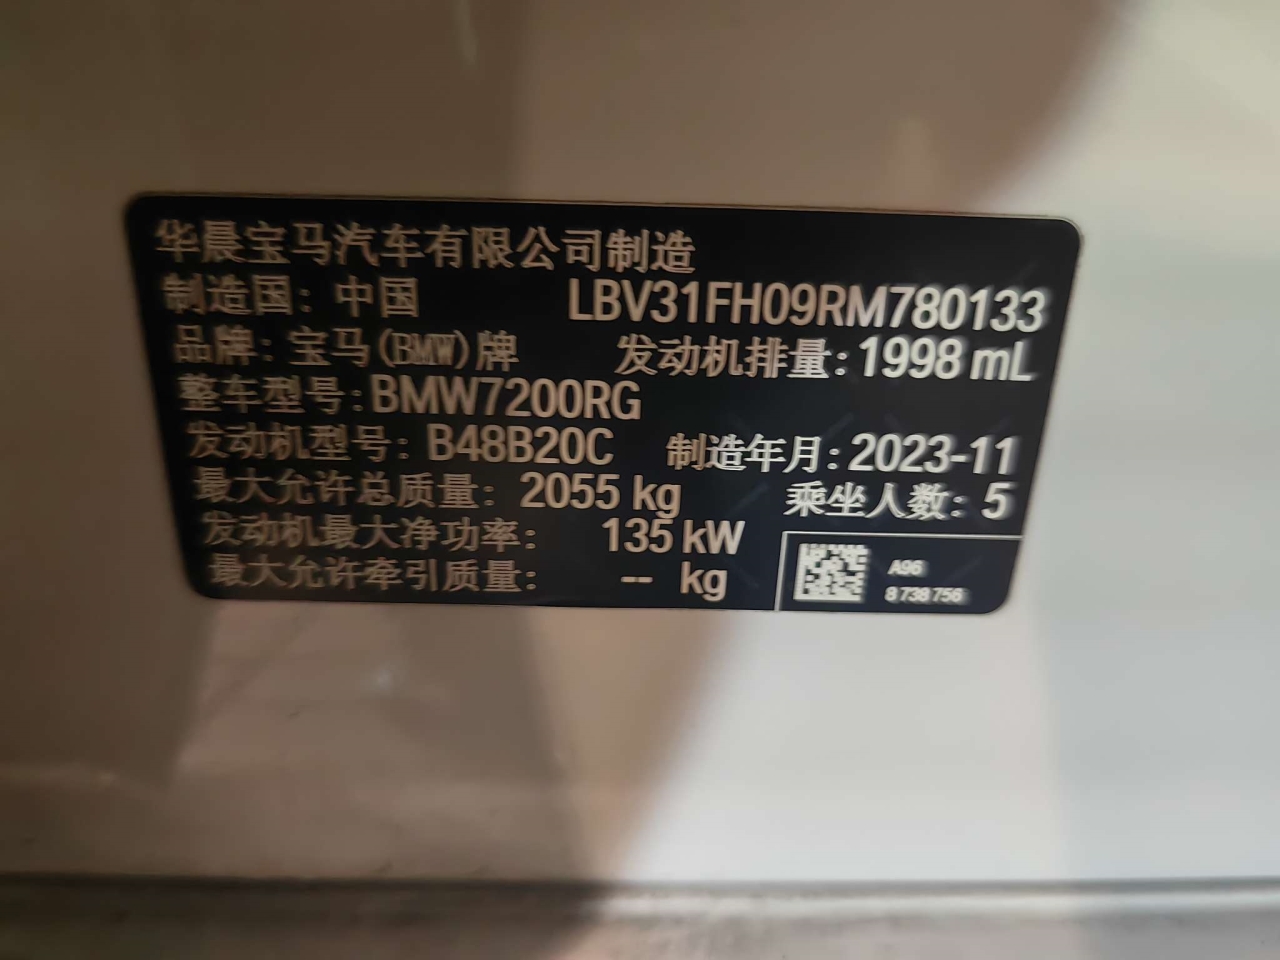 华晨宝马汽车有限公司制造
制造国：中国 LBV31FH09RM780133
品牌：宝马(BMW)牌 发动机排量：1998 mL
整车型号：BMW7200RG
发动机型号：B48B20C 制造年月：2023-11
最大允许总质量：2055 kg 乘坐人数：5
发动机最大净功率：135 kW
最大允许牵引质量：-- kg
A96
8 738 756